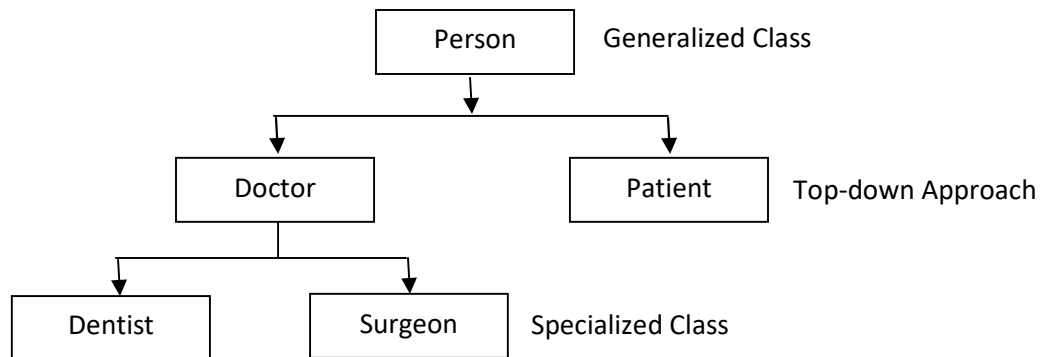 Person Generalized Class
Doctor Patient Top-down Approach
Dentist Surgeon Specialized Class